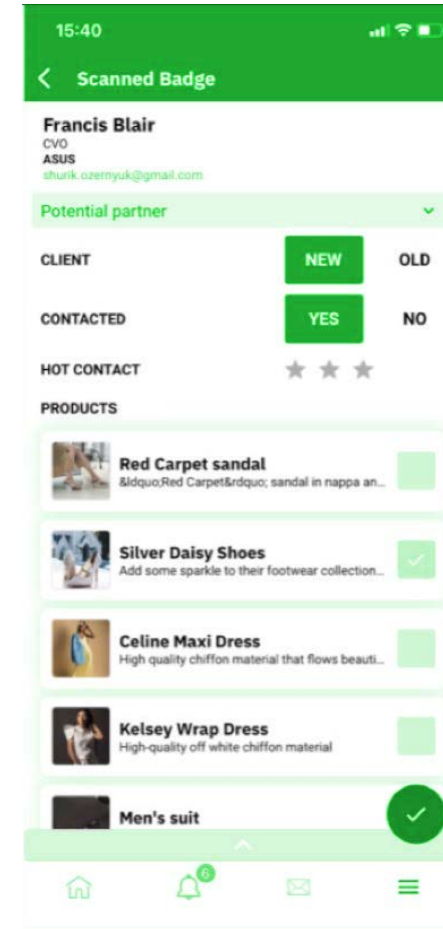 15:40
Scanned Badge
Francis Blair
CVO
ASUS
shurik.ozernyuk@gmail.com
Potential partner
CLIENT NEW OLD
CONTACTED YES NO
HOT CONTACT
PRODUCTS
Red Carpet sandal
&ldquo;Red Carpet&rdquo; sandal in nappa an...
Silver Daisy Shoes
Add some sparkle to their footwear collection...
Celine Maxi Dress
High quality chiffon material that flows beauti...
Kelsey Wrap Dress
High-quality off white chiffon material
Men's suit
6